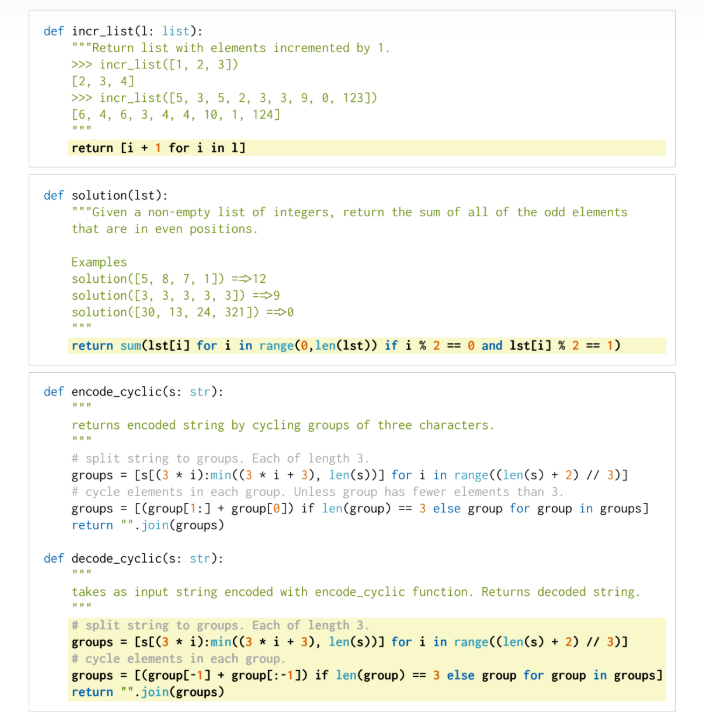 def incr_list(l: list):
    """Return list with elements incremented by 1.
    >>> incr_list([1, 2, 3])
    [2, 3, 4]
    >>> incr_list([5, 3, 5, 2, 3, 3, 9, 0, 123])
    [6, 4, 6, 3, 4, 4, 10, 1, 124]
    """
    return [i + 1 for i in l]
def solution(lst):
    """Given a non-empty list of integers, return the sum of all of the odd elements
    that are in even positions.

    Examples
    solution([5, 8, 7, 1]) ==>12
    solution([3, 3, 3, 3, 3]) ==>9
    solution([30, 13, 24, 321]) ==>0
    """
    return sum(lst[i] for i in range(0,len(lst)) if i % 2 == 0 and lst[i] % 2 == 1)
def encode_cyclic(s: str):
    """
    returns encoded string by cycling groups of three characters.
    """
    # split string to groups. Each of length 3.
    groups = [s[(3 * i):min((3 * i + 3), len(s))] for i in range((len(s) + 2) // 3)]
    # cycle elements in each group. Unless group has fewer elements than 3.
    groups = [(group[1:] + group[0]) if len(group) == 3 else group for group in groups]
    return "".join(groups)

def decode_cyclic(s: str):
    """
    takes as input string encoded with encode_cyclic function. Returns decoded string.
    """
    # split string to groups. Each of length 3.
    groups = [s[(3 * i):min((3 * i + 3), len(s))] for i in range((len(s) + 2) // 3)]
    # cycle elements in each group.
    groups = [(group[-1] + group[:-1]) if len(group) == 3 else group for group in groups]
    return "".join(groups)